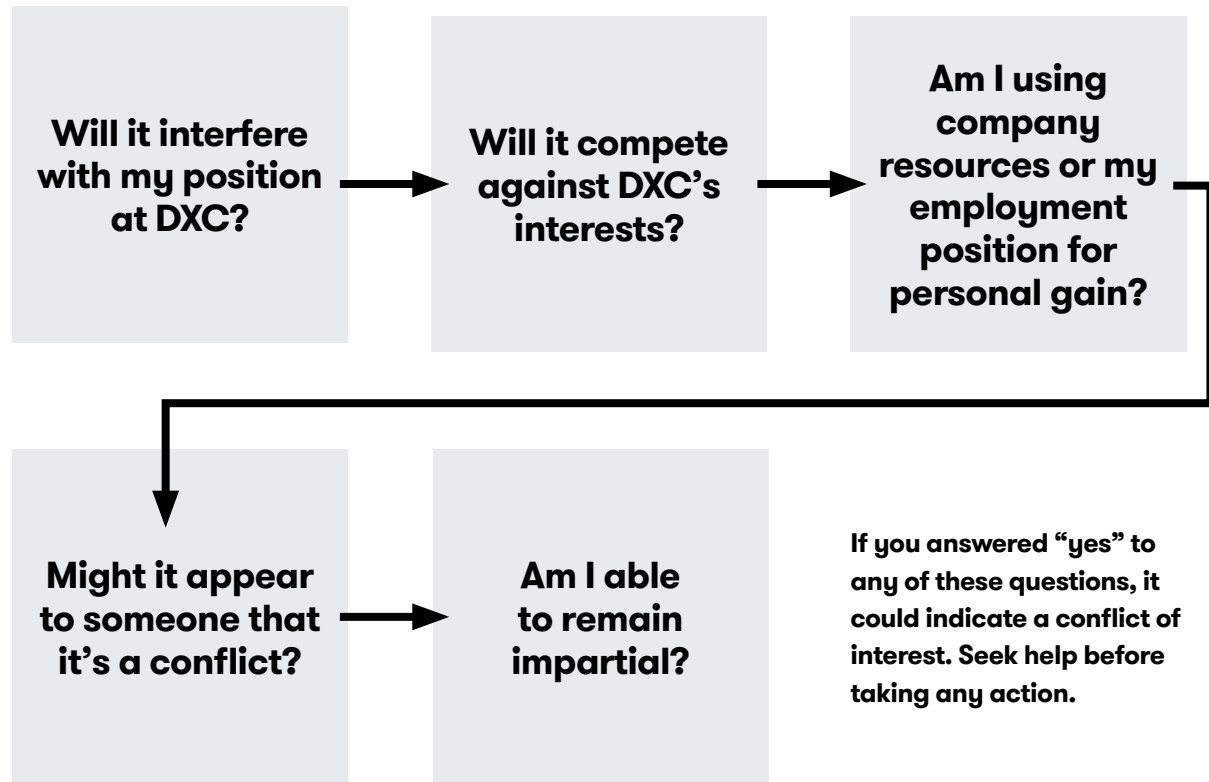 Will it interfere
with my position
at DXC?
Will it compete
against DXC’s
interests?
Am I using
company
resources or my
employment
position for
personal gain?
Might it appear
to someone that
it’s a conflict?
Am I able
to remain
impartial?
If you answered “yes” to
any of these questions, it
could indicate a conflict of
interest. Seek help before
taking any action.